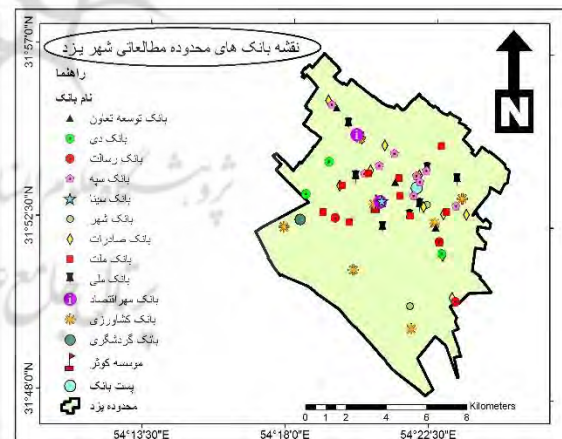 نقشه بانک های محدوده مطالعاتی شهر یزد
راهنما
نام بانک
بانک توسعه تعاون
بانک دی
بانک رسالت
بانک سپه
بانک سینا
بانک شهر
بانک صادرات
بانک ملت
بانک ملی
بانک مهراقتصاد
بانک کشاورزی
بانک گردشگری
موسسه کوثر
پست بانک
محدوده یزد
N
31°57'0"N
31°52'30"N
31°48'0"N
0 1 2 4 6 8 Kilometers
54°13'30"E 54°18'0"E 54°22'30"E